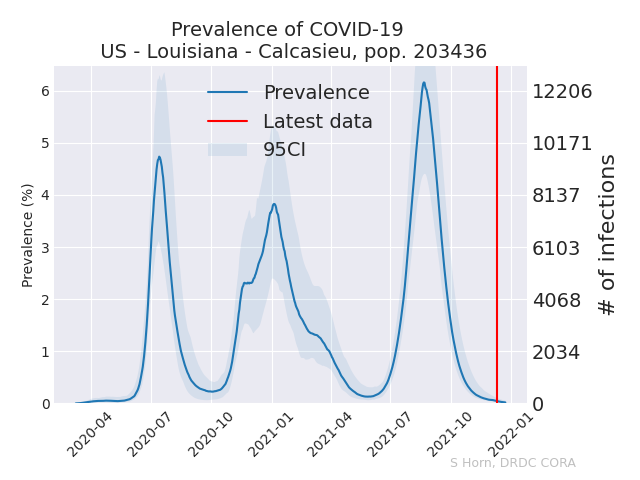 Prevalence of COVID-19
US - Louisiana - Calcasieu, pop. 203436
Prevalence
Latest data
95CI
Prevalence (%)
6
5
4
3
2
1
0
12206
10171
8137
6103
4068
2034
0
# of infections
2020-04
2020-07
2020-10
2021-01
2021-04
2021-07
2021-10
2022-01
S Horn, DRDC CORA